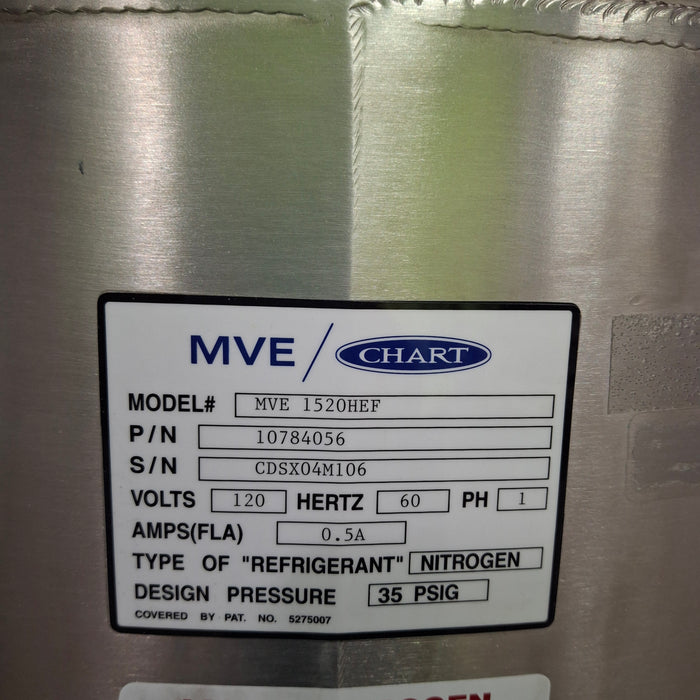 MVE / CHART
MODEL# MVE 1520HEF
P/N 10784056
S/N CDSX04M106
VOLTS 120 HERTZ 60 PH 1
AMPS(FLA) 0.5A
TYPE OF "REFRIGERANT" NITROGEN
DESIGN PRESSURE 35 PSIG
COVERED BY PAT. NO. 5275007